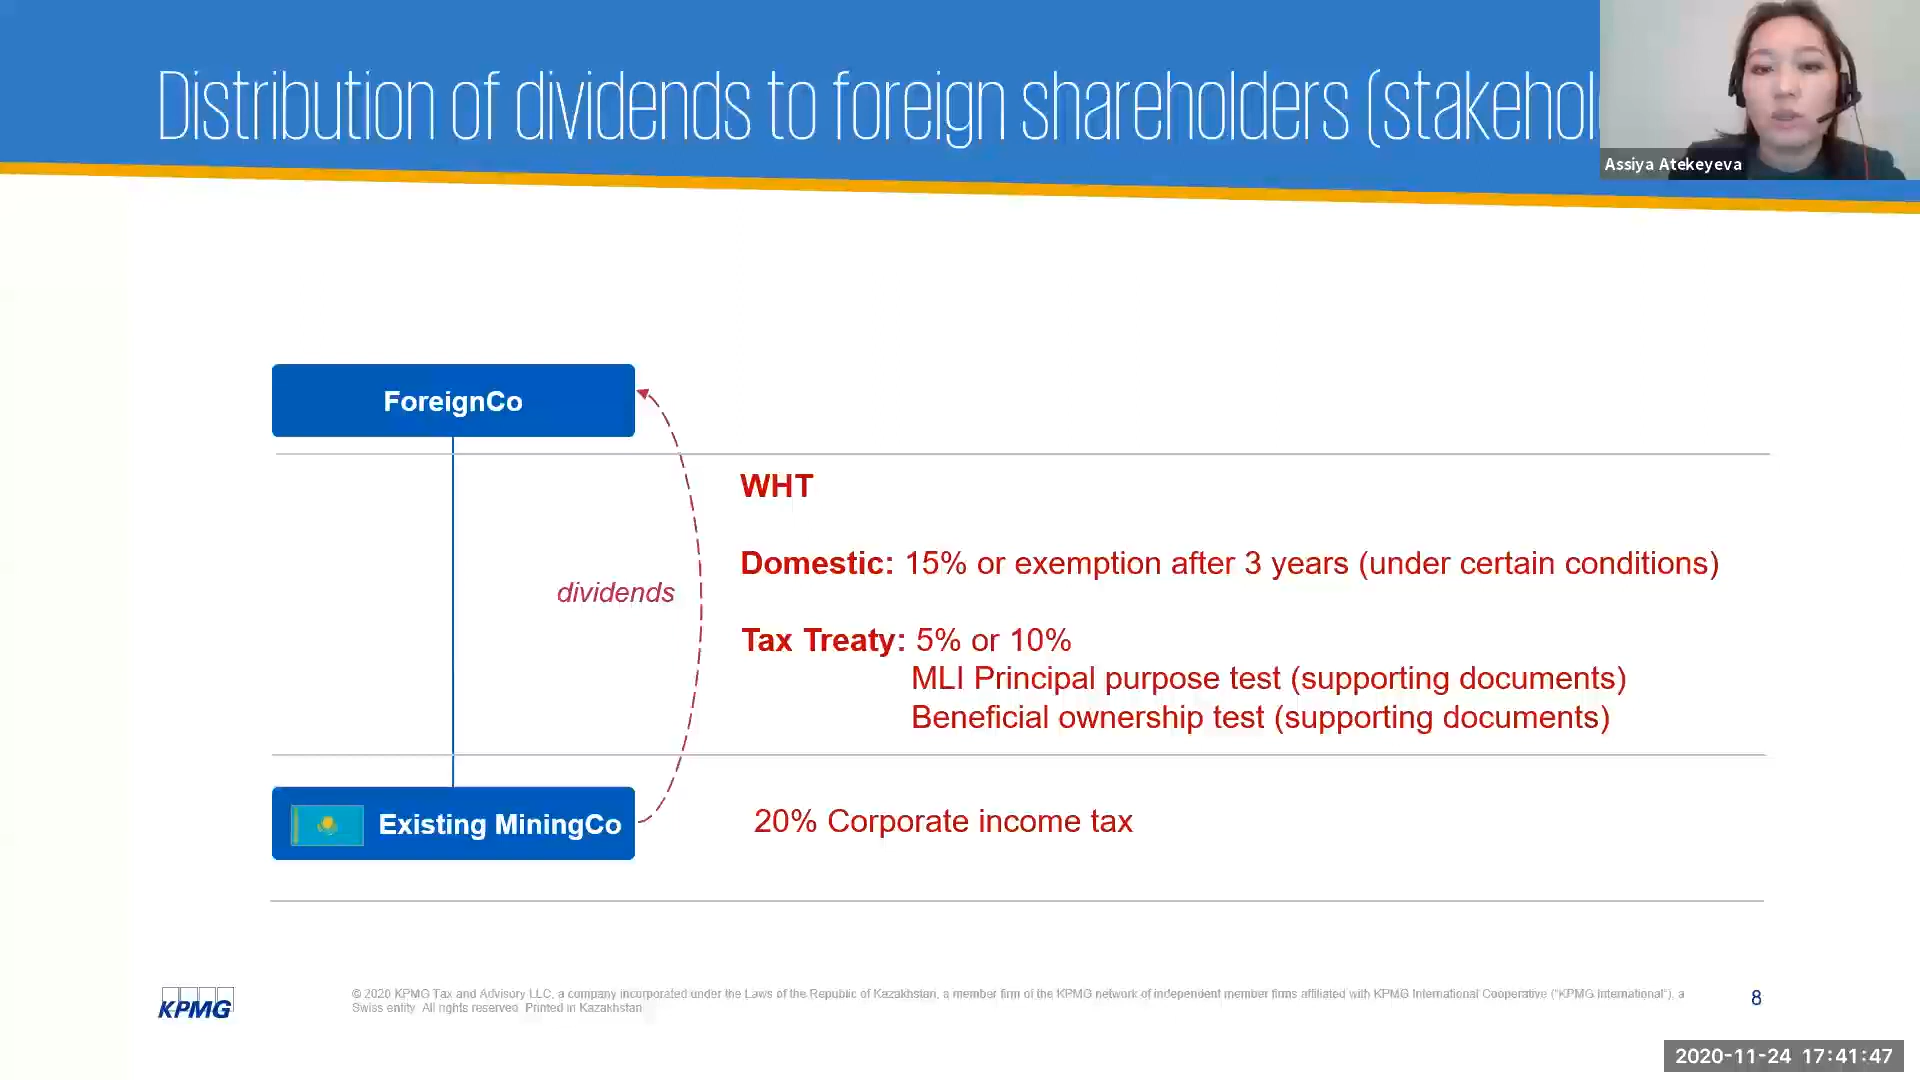 Distribution of dividends to foreign shareholders (stakehol
Assiya Atekeyeva
ForeignCo
WHT
Domestic: 15% or exemption after 3 years (under certain conditions)
dividends
Tax Treaty: 5% or 10%
MLI Principal purpose test (supporting documents)
Beneficial ownership test (supporting documents)
Existing MiningCo
20% Corporate income tax
KPMG
© 2020 KPMG Tax and Advisory LLC, a company incorporated under the Laws of the Republic of Kazakhstan, a member firm of the KPMG network of independent member firms affiliated with KPMG International Cooperative ("KPMG International"), a
Swiss entity. All rights reserved. Printed in Kazakhstan.
8
2020-11-24 17:41:47